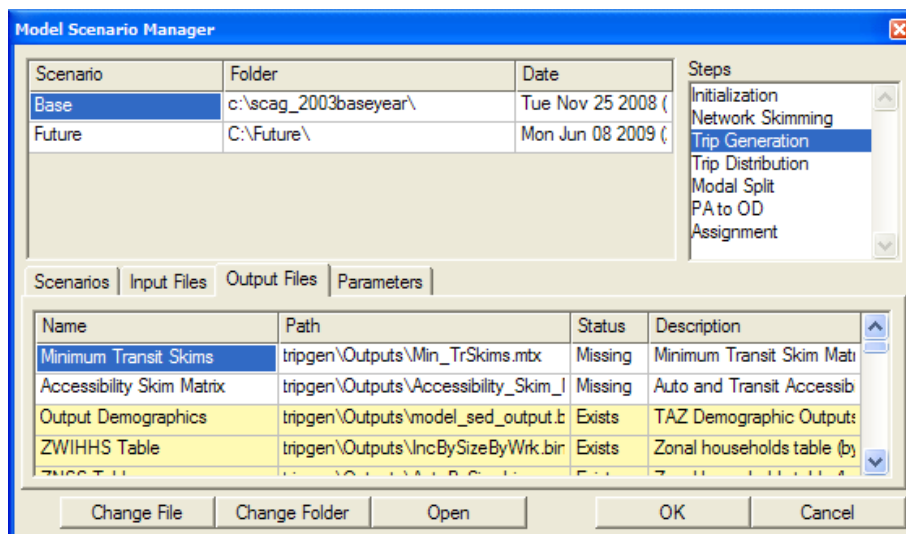 Model Scenario Manager
Scenario Folder Date
Base c:\scag_2003baseyear\ Tue Nov 25 2008 (
Future C:\Future\ Mon Jun 08 2009 (
Steps
Initialization
Network Skimming
Trip Generation
Trip Distribution
Modal Split
PA to OD
Assignment
Scenarios Input Files Output Files Parameters
Name Path Status Description
Minimum Transit Skims tripgen\Outputs\Min_TrSkims.mtx Missing Minimum Transit Skim Matr
Accessibility Skim Matrix tripgen\Outputs\Accessibility_Skim_ Missing Auto and Transit Accessib
Output Demographics tripgen\Outputs\model_sed_output.b Exists TAZ Demographic Outputs
ZWIHHS Table tripgen\Outputs\IncBySizeByWrk.bin Exists Zonal households table (by
Change File Change Folder Open OK Cancel